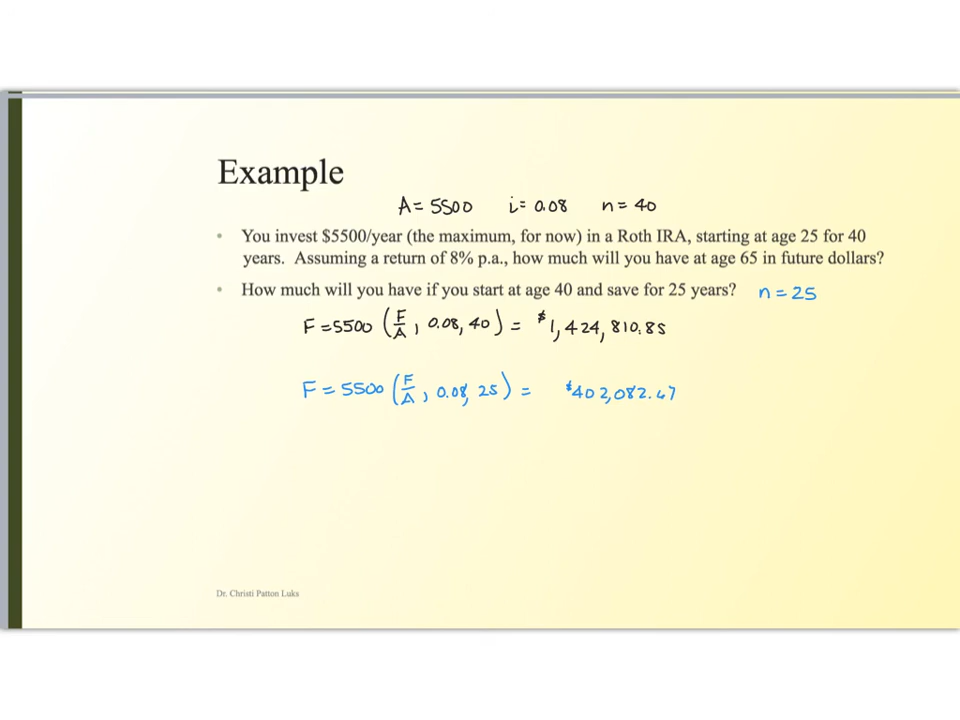 Example
A = 5500 i = 0.08 n = 40
• You invest $5500/year (the maximum, for now) in a Roth IRA, starting at age 25 for 40
years. Assuming a return of 8% p.a., how much will you have at age 65 in future dollars?
• How much will you have if you start at age 40 and save for 25 years? n = 25
F = 5500 (F/A, 0.08, 40) = $1,424,810.85
F = 5500 (F/A, 0.08, 25) = $402,082.67
Dr. Christi Patton Luks